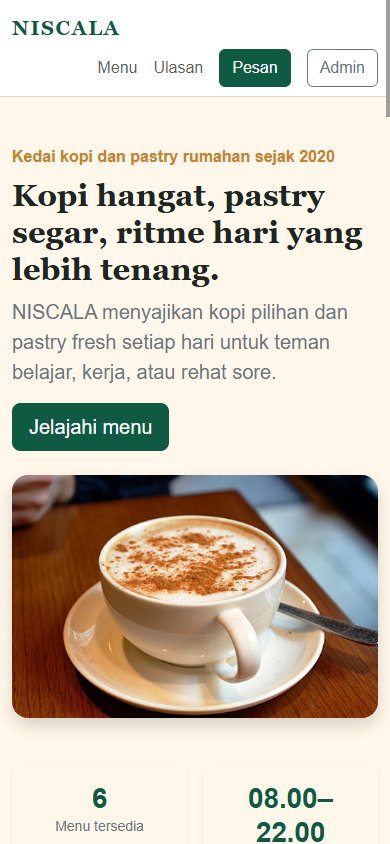 NISCALA
Menu Ulasan Pesan Admin
Kedai kopi dan pastry rumahan sejak 2020
Kopi hangat, pastry
segar, ritme hari yang
lebih tenang.
NISCALA menyajikan kopi pilihan dan
pastry fresh setiap hari untuk teman
belajar, kerja, atau rehat sore.
Jelajahi menu
6
Menu tersedia
08.00–
22.00